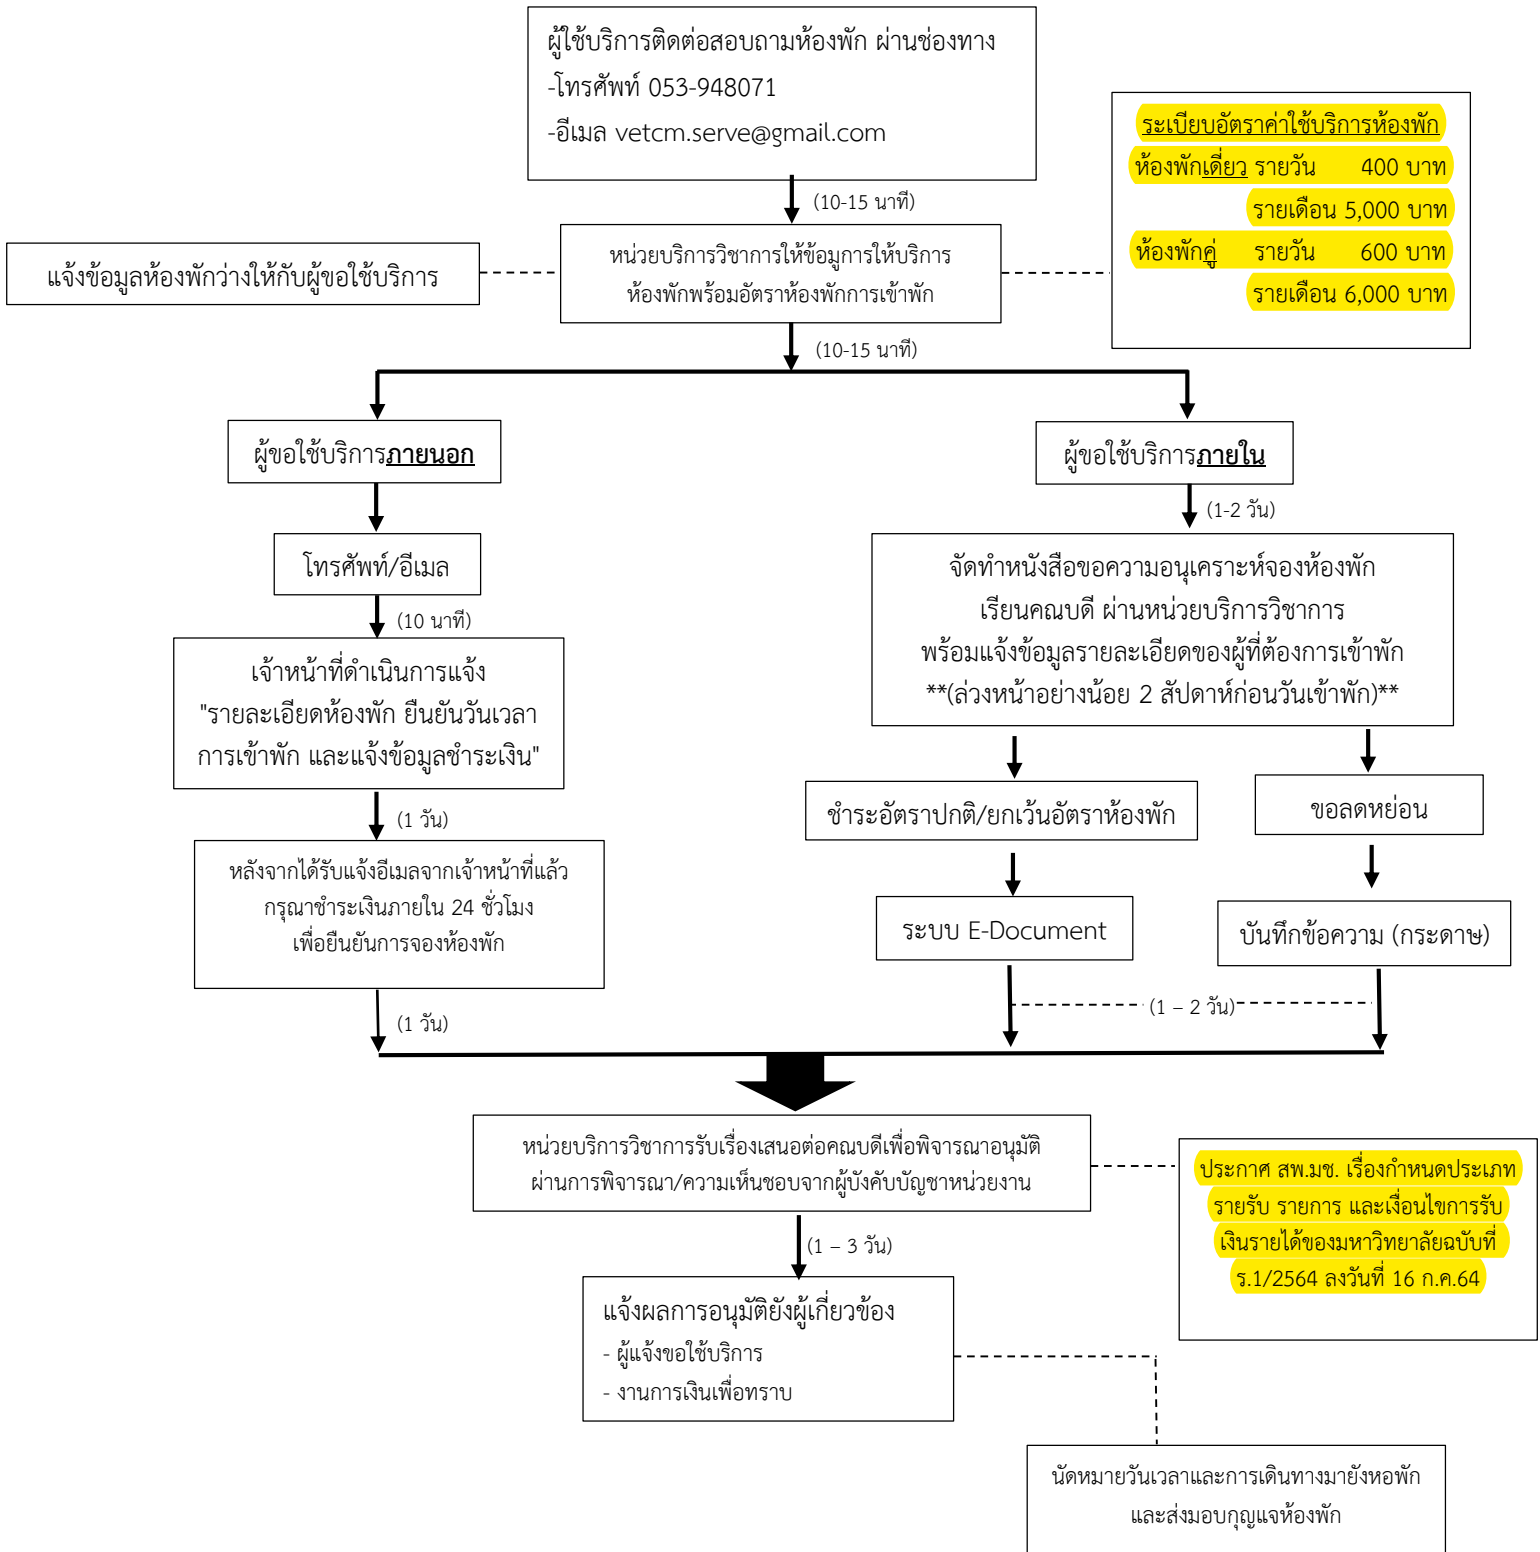 ผู้ใช้บริการติดต่อสอบถามห้องพัก ผ่านช่องทาง
-โทรศัพท์ 053-948071
-อีเมล vetcm.serve@gmail.com
ระเบียบอัตราค่าใช้บริการห้องพัก
ห้องพักเดี่ยว รายวัน 400 บาท
รายเดือน 5,000 บาท
ห้องพักคู่ รายวัน 600 บาท
รายเดือน 6,000 บาท
(10-15 นาที)
แจ้งข้อมูลห้องพักว่างให้กับผู้ขอใช้บริการ
หน่วยบริการวิชาการให้ข้อมูการให้บริการ
ห้องพักพร้อมอัตราห้องพักการเข้าพัก
(10-15 นาที)
ผู้ขอใช้บริการภายนอก
โทรศัพท์/อีเมล
(10 นาที)
เจ้าหน้าที่ดำเนินการแจ้ง
"รายละเอียดห้องพัก ยืนยันวันเวลา
การเข้าพัก และแจ้งข้อมูลชำระเงิน"
(1 วัน)
หลังจากได้รับแจ้งอีเมลจากเจ้าหน้าที่แล้ว
กรุณาชำระเงินภายใน 24 ชั่วโมง
เพื่อยืนยันการจองห้องพัก
(1 วัน)
ผู้ขอใช้บริการภายใน
(1-2 วัน)
จัดทำหนังสือขอความอนุเคราะห์จองห้องพัก
เรียนคณบดี ผ่านหน่วยบริการวิชาการ
พร้อมแจ้งข้อมูลรายละเอียดของผู้ที่ต้องการเข้าพัก
**(ล่วงหน้าอย่างน้อย 2 สัปดาห์ก่อนวันเข้าพัก)**
ชำระอัตราปกติ/ยกเว้นอัตราห้องพัก
ขอลดหย่อน
ระบบ E-Document
บันทึกข้อความ (กระดาษ)
(1 – 2 วัน)
หน่วยบริการวิชาการรับเรื่องเสนอต่อคณบดีเพื่อพิจารณาอนุมัติ
ผ่านการพิจารณา/ความเห็นชอบจากผู้บังคับบัญชาหน่วยงาน
ประกาศ สพ.มช. เรื่องกำหนดประเภท
รายรับ รายการ และเงื่อนไขการรับ
เงินรายได้ของมหาวิทยาลัยฉบับที่
ร.1/2564 ลงวันที่ 16 ก.ค.64
(1 – 3 วัน)
แจ้งผลการอนุมัติยังผู้เกี่ยวข้อง
- ผู้แจ้งขอใช้บริการ
- งานการเงินเพื่อทราบ
นัดหมายวันเวลาและการเดินทางมายังหอพัก
และส่งมอบกุญแจห้องพัก